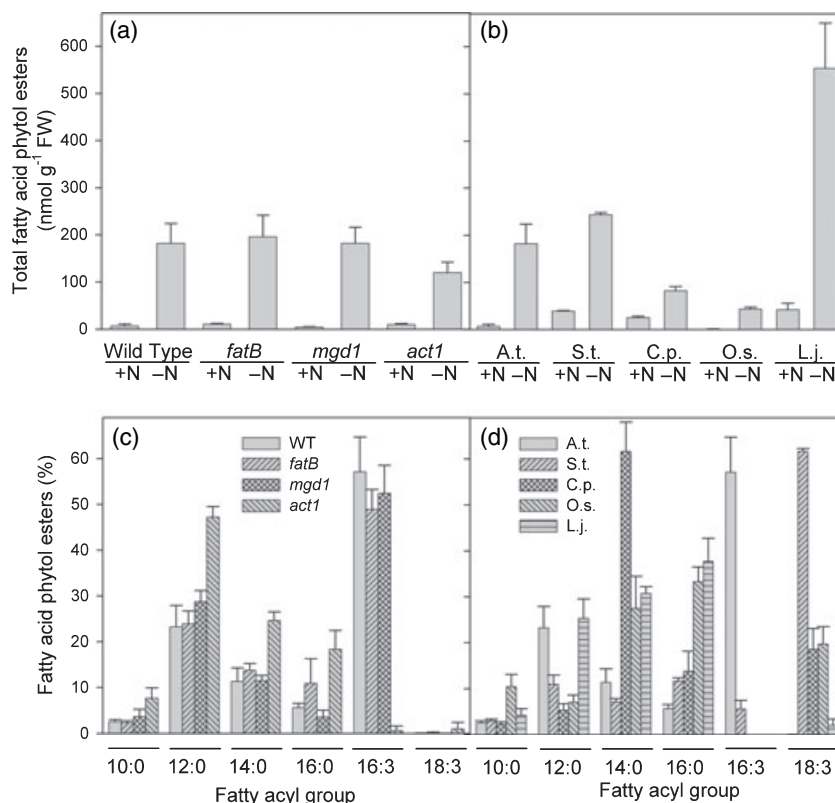 (a)
(b)
Total fatty acid phytol esters
(nmol g⁻¹ FW)
600
500
400
300
200
100
0
Wild Type fatB mgd1 act1
+N –N +N –N +N –N +N –N
A.t. S.t. C.p. O.s. L.j.
+N –N +N –N +N –N +N –N +N –N
(c)
WT
fatB
mgd1
act1
(d)
A.t.
S.t.
C.p.
O.s.
L.j.
Fatty acid phytol esters (%)
60
50
40
30
20
10
0
10:0 12:0 14:0 16:0 16:3 18:3
Fatty acyl group
10:0 12:0 14:0 16:0 16:3 18:3
Fatty acyl group